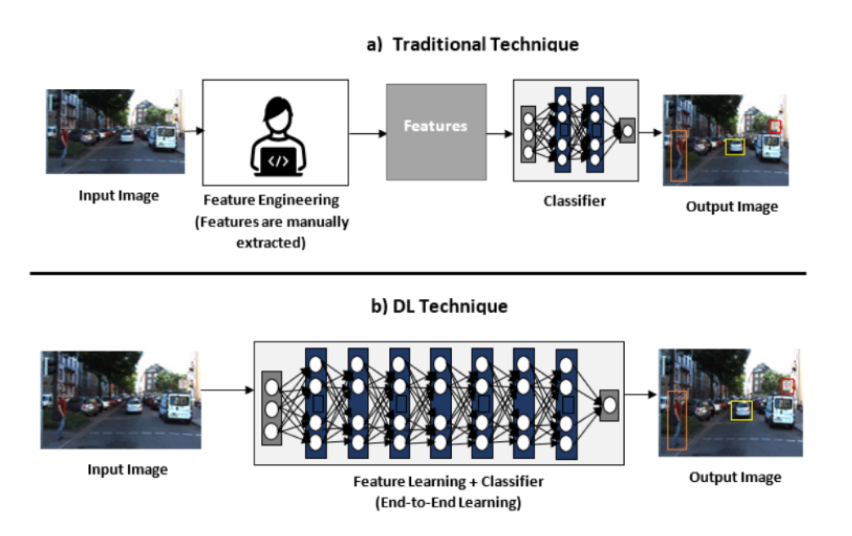 a) Traditional Technique
Features
Input Image
Feature Engineering
(Features are manually
extracted)
Classifier
Output Image
b) DL Technique
Input Image
Feature Learning + Classifier
(End-to-End Learning)
Output Image